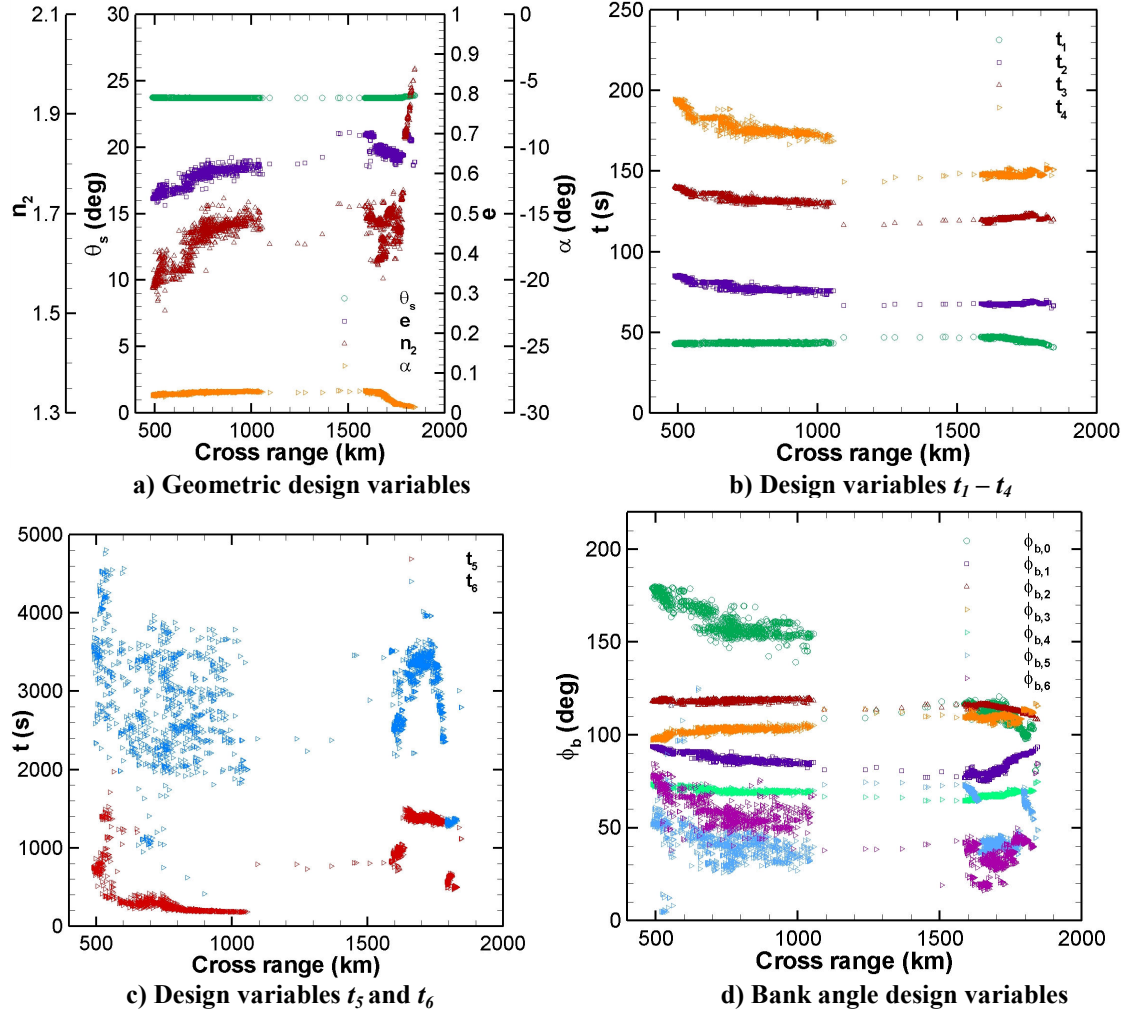 2.1
1.9
1.7
1.5
1.3
n2
30
25
20
15
10
5
0
θs (deg)
1
0.9
0.8
0.7
0.6
0.5
0.4
0.3
0.2
0.1
0
e
0
-5
-10
-15
-20
-25
-30
α (deg)
θs
e
n2
α
500 1000 1500 2000
Cross range (km)
a) Geometric design variables
250
200
150
100
50
0
t (s)
t1
t2
t3
t4
500 1000 1500 2000
Cross range (km)
b) Design variables t1 – t4
5000
4000
3000
2000
1000
0
t (s)
t5
t6
500 1000 1500 2000
Cross range (km)
c) Design variables t5 and t6
200
150
100
50
0
ϕb (deg)
ϕb,0
ϕb,1
ϕb,2
ϕb,3
ϕb,4
ϕb,5
ϕb,6
500 1000 1500 2000
Cross range (km)
d) Bank angle design variables